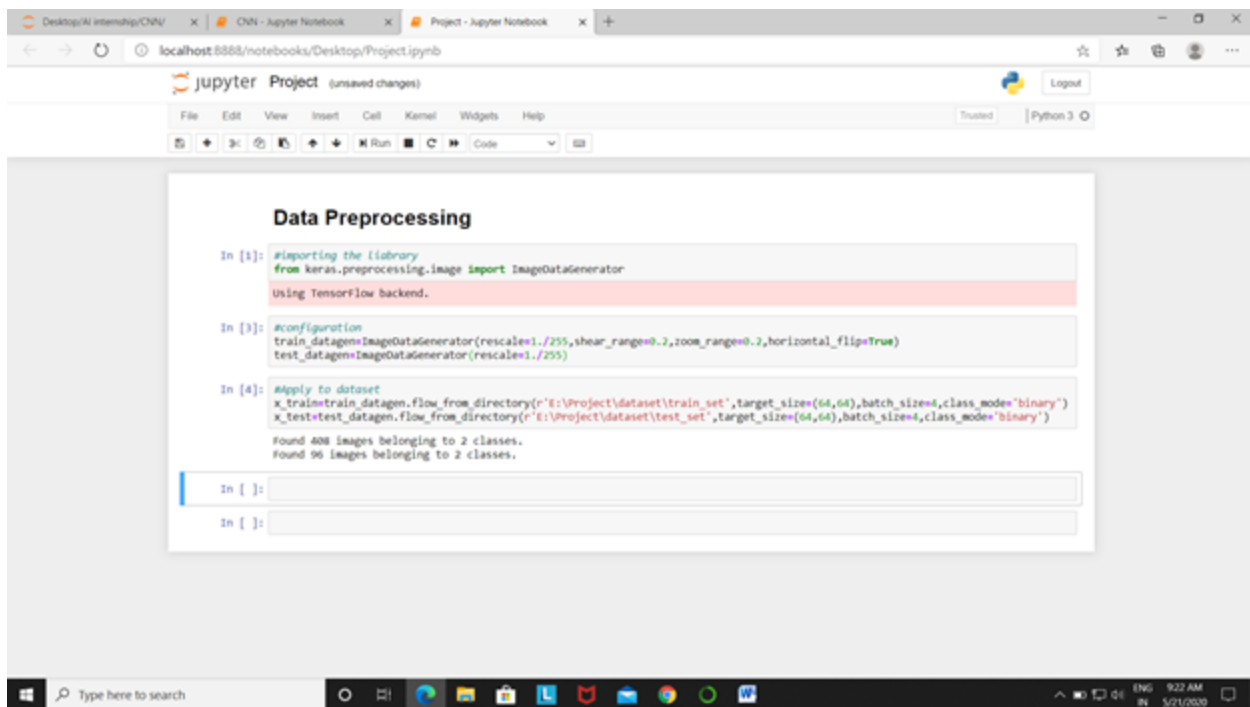 Desktop/AI internship/CNN/
CNN - Jupyter Notebook
Project - Jupyter Notebook
localhost:8888/notebooks/Desktop/Project.ipynb
jupyter Project (unsaved changes)
Logout
File Edit View Insert Cell Kernel Widgets Help
Trusted
Python 3
Run
Code
Data Preprocessing
In [1]: #importing the Liabrary
from keras.preprocessing.image import ImageDataGenerator
Using TensorFlow backend.
In [3]: #configuration
train_datagen=ImageDataGenerator(rescale=1./255,shear_range=0.2,zoom_range=0.2,horizontal_flip=True)
test_datagen=ImageDataGenerator(rescale=1./255)
In [4]: #Apply to dataset
x_train=train_datagen.flow_from_directory(r'E:\Project\dataset\train_set',target_size=(64,64),batch_size=4,class_mode='binary')
x_test=test_datagen.flow_from_directory(r'E:\Project\dataset\test_set',target_size=(64,64),batch_size=4,class_mode='binary')
Found 408 images belonging to 2 classes.
Found 96 images belonging to 2 classes.
In [ ]:
In [ ]:
Type here to search
L
W
ENG 9:22 AM
IN 5/21/2020